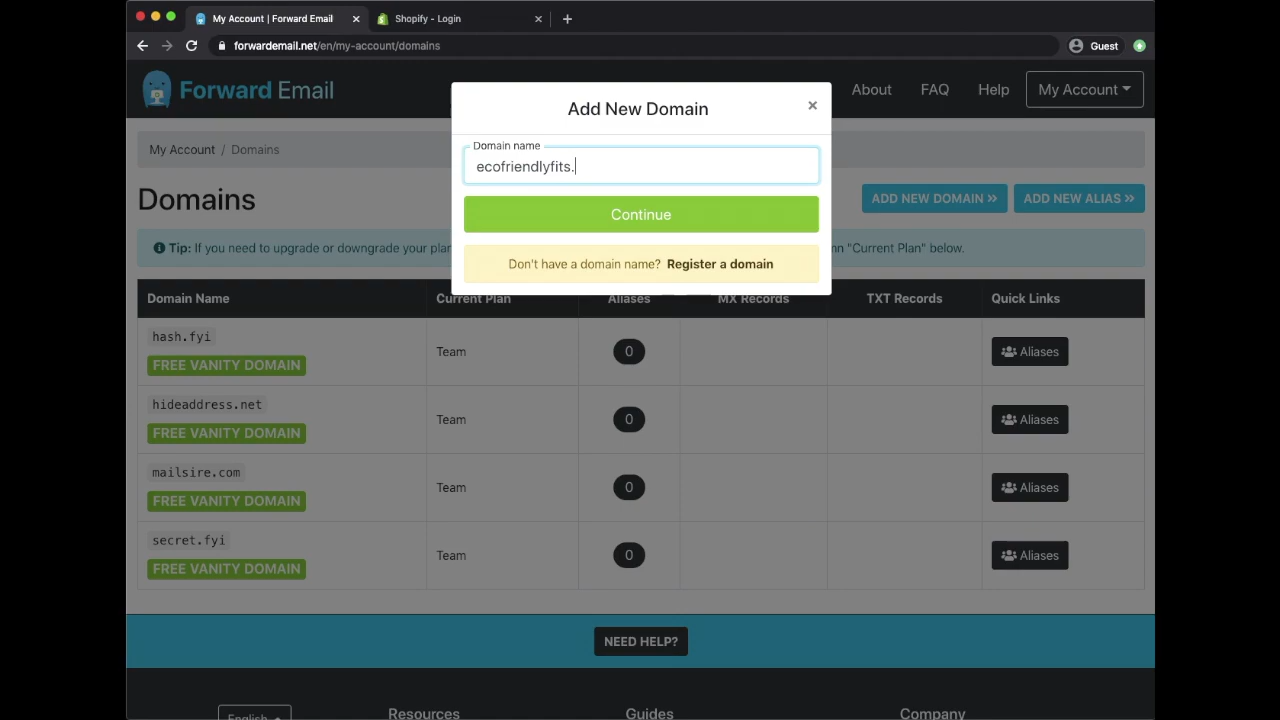 My Account | Forward Email
Shopify - Login
forwardemail.net/en/my-account/domains
Guest
Forward Email
About
FAQ
Help
My Account
My Account / Domains
Domains
ADD NEW DOMAIN »
ADD NEW ALIAS »
Tip: If you need to upgrade or downgrade your
"Current Plan" below.
Add New Domain
×
Domain name
ecofriendlyfits.
Continue
Don't have a domain name? Register a domain
Domain Name
Current Plan
Aliases
MX Records
TXT Records
Quick Links
hash.fyi
FREE VANITY DOMAIN
Team
0
Aliases
hideaddress.net
FREE VANITY DOMAIN
Team
0
Aliases
mailsire.com
FREE VANITY DOMAIN
Team
0
Aliases
secret.fyi
FREE VANITY DOMAIN
Team
0
Aliases
NEED HELP?
English
Resources
Guides
Company